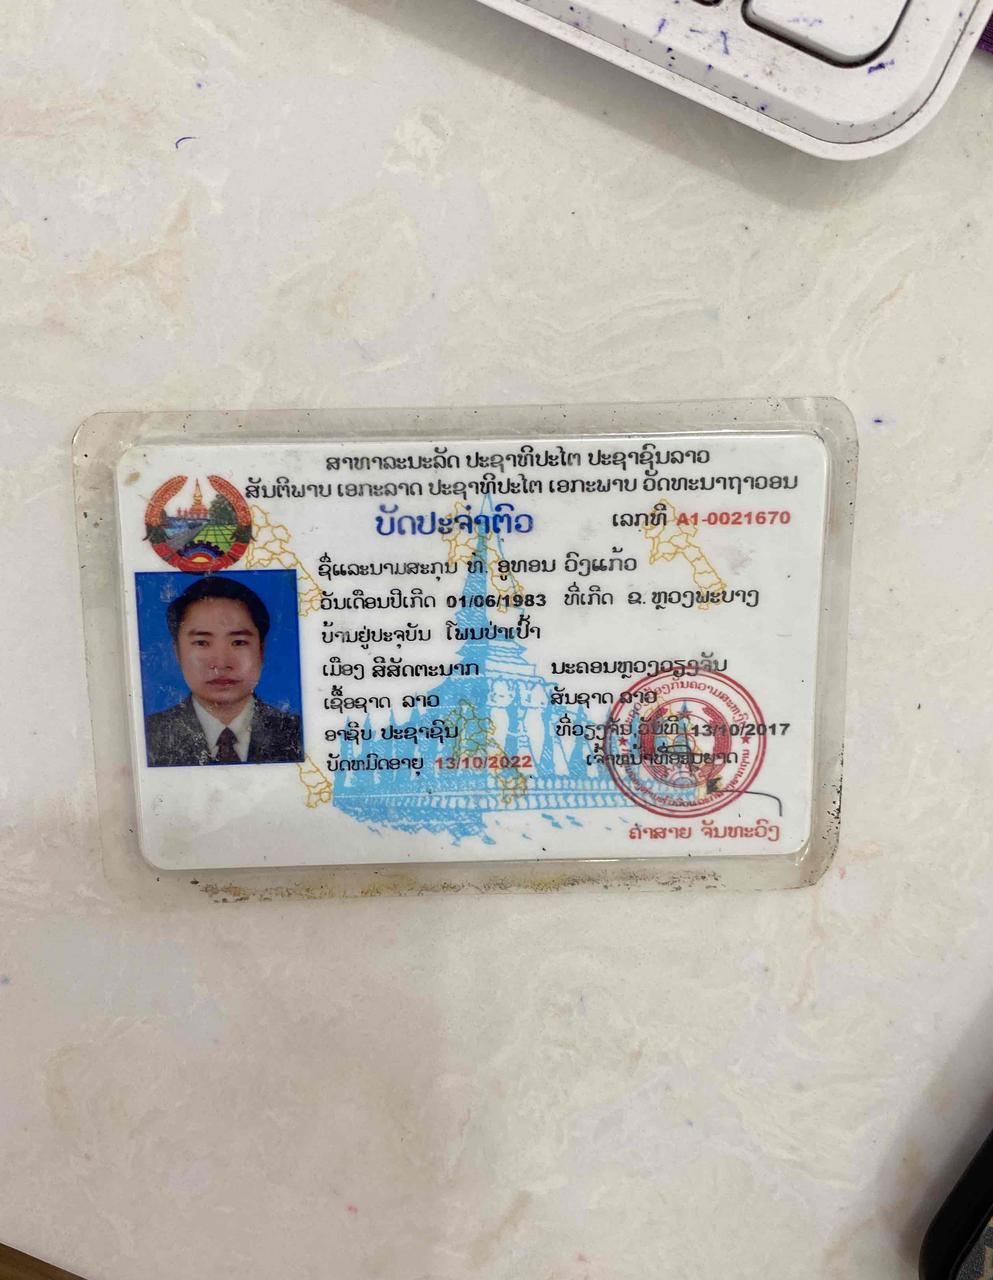 ສາທາລະນະລັດ ປະຊາທິປະໄຕ ປະຊາຊົນລາວ
ສັນຕິພາບ ເອກະລາດ ປະຊາທິປະໄຕ ເອກະພາບ ວັດທະນາຖາວອນ
ບັດປະຈຳຕົວ ເລກທີ A1-0021670
ຊື່ແລະນາມສະກຸນ ທ. ອູທອນ ວົງແກ້ວ
ວັນເດືອນປີເກີດ 01/06/1983 ທີ່ເກີດ ຂ. ຫຼວງພະບາງ
ບ້ານຢູ່ປະຈຸບັນ ໂພນປ່າເປົ້າ
ເມືອງ ສີສັດຕະນາກ ນະຄອນຫຼວງວຽງຈັນ
ເຊື້ອຊາດ ລາວ ສັນຊາດ ລາວ
ອາຊີບ ປະຊາຊົນ ທີ່ວຽງຈັນ, ວັນທີ 13/10/2017
ບັດຫມົດອາຍຸ 13/10/2022 ເຈົ້າຫນ້າທີ່ອະນຸຍາດ
ຄຳສາຍ ຈັນທະວົງ